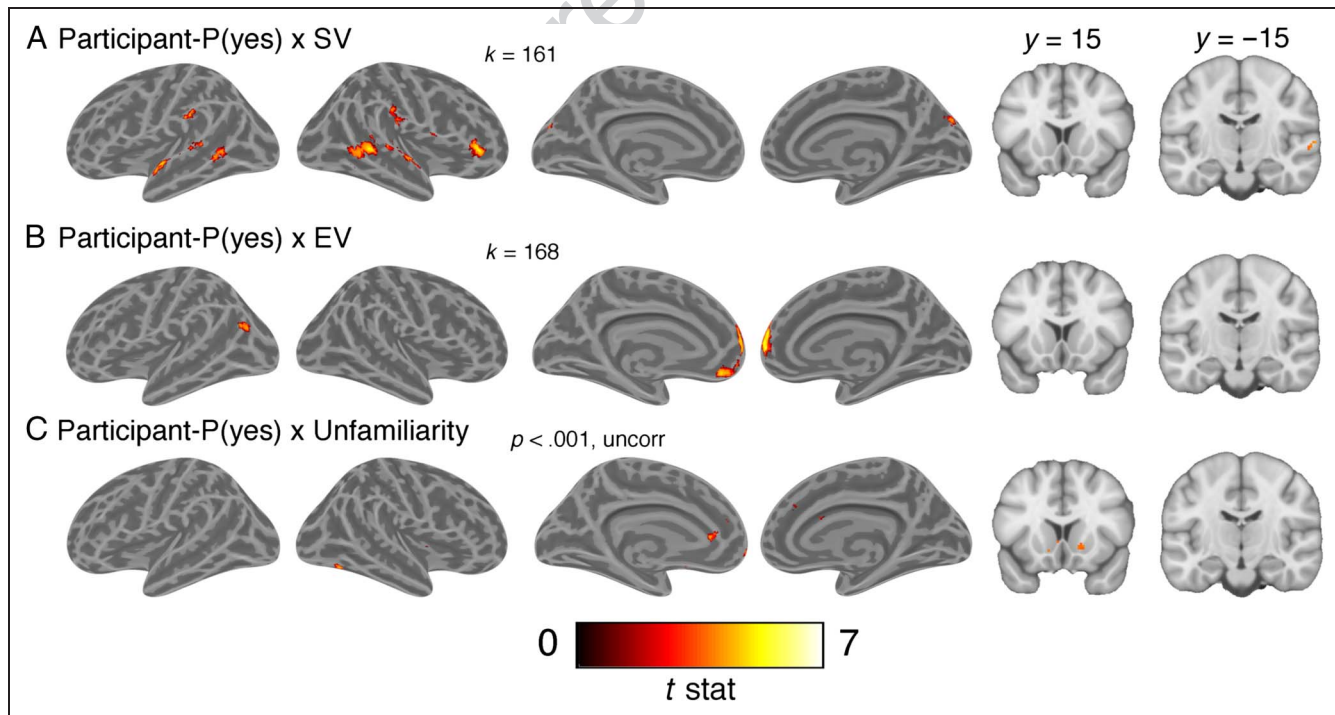 A Participant-P(yes) x SV
k = 161
y = 15
y = −15
B Participant-P(yes) x EV
k = 168
C Participant-P(yes) x Unfamiliarity
p < .001, uncorr
0
7
t stat